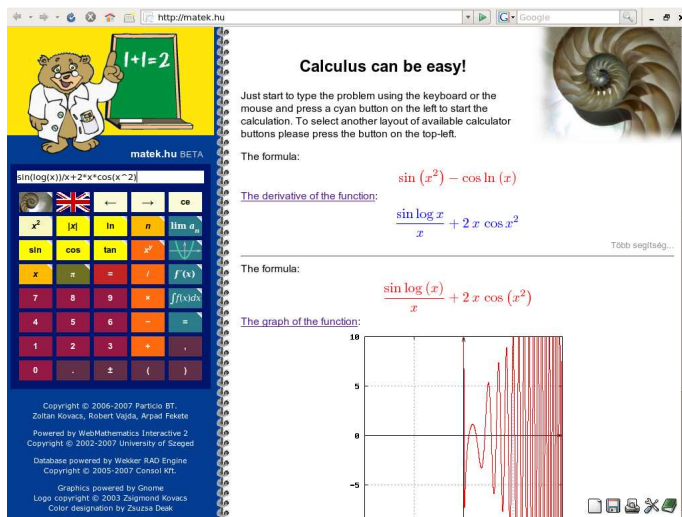 http://matek.hu
Google
1+1=2
matek.hu BETA
sin(log(x))/x+2*x*cos(x^2)
← → ce
x² |x| ln n lim aₙ
sin cos tan xʸ
x π = / f′(x)
7 8 9 × ∫f(x)dx
4 5 6 − =
1 2 3 + ,
0 . ± ( )
Copyright © 2006-2007 Particio BT.
Zoltan Kovacs, Robert Vajda, Arpad Fekete
Powered by WebMathematics Interactive 2
Copyright © 2002-2007 University of Szeged
Database powered by Wekker RAD Engine
Copyright © 2005-2007 Consol Kft.
Graphics powered by Gnome
Logo copyright © 2003 Zsigmond Kovacs
Color designation by Zsuzsa Deak
Calculus can be easy!
Just start to type the problem using the keyboard or the
mouse and press a cyan button on the left to start the
calculation. To select another layout of available calculator
buttons please press the button on the top-left.
The formula:
sin (x²) − cos ln (x)
The derivative of the function:
sin log x / x + 2 x cos x²
Több segítség...
The formula:
sin log (x) / x + 2 x cos (x²)
The graph of the function:
10
5
0
−5